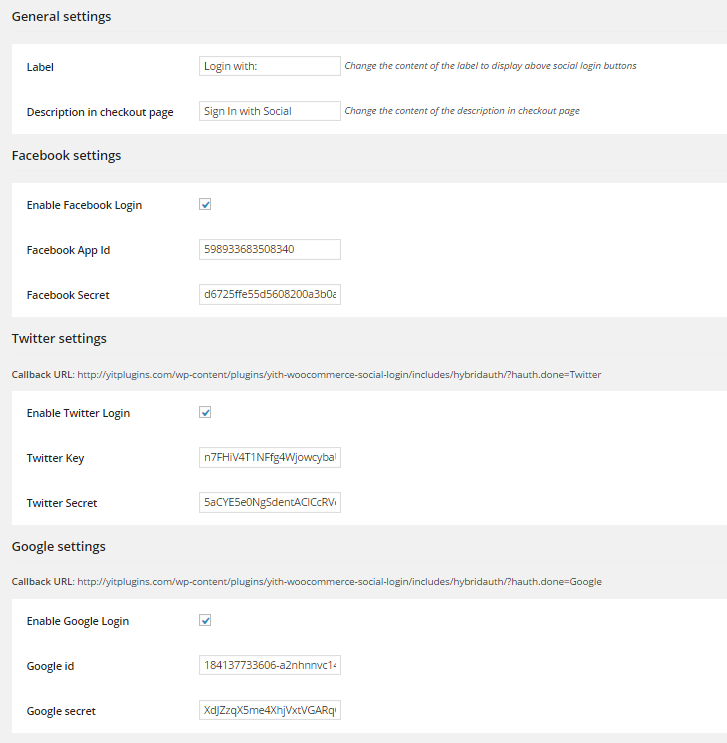 General settings
Label Login with: Change the content of the label to display above social login buttons
Description in checkout page Sign In with Social Change the content of the description in checkout page
Facebook settings
Enable Facebook Login
Facebook App Id 598933683508340
Facebook Secret d6725ffe55d5608200a3b0a
Twitter settings
Callback URL: http://yitplugins.com/wp-content/plugins/yith-woocommerce-social-login/includes/hybridauth/?hauth.done=Twitter
Enable Twitter Login
Twitter Key n7FHiV4T1NFfg4Wjowcyba
Twitter Secret
Google settings
Callback URL: http://yitplugins.com/wp-content/plugins/yith-woocommerce-social-login/includes/hybridauth/?hauth.done=Google
Enable Google Login
Google id 184137733606-a2nhnnvc14
Google secret XdJZzqX5me4XhjVxtVGARq